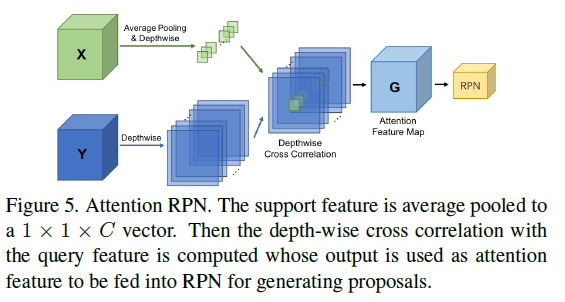 Average Pooling
& Depthwise
X
Y
Depthwise
Depthwise
Cross Correlation
G
Attention
Feature Map
RPN
Figure 5. Attention RPN. The support feature is average pooled to
a 1 × 1 × C vector. Then the depth-wise cross correlation with
the query feature is computed whose output is used as attention
feature to be fed into RPN for generating proposals.